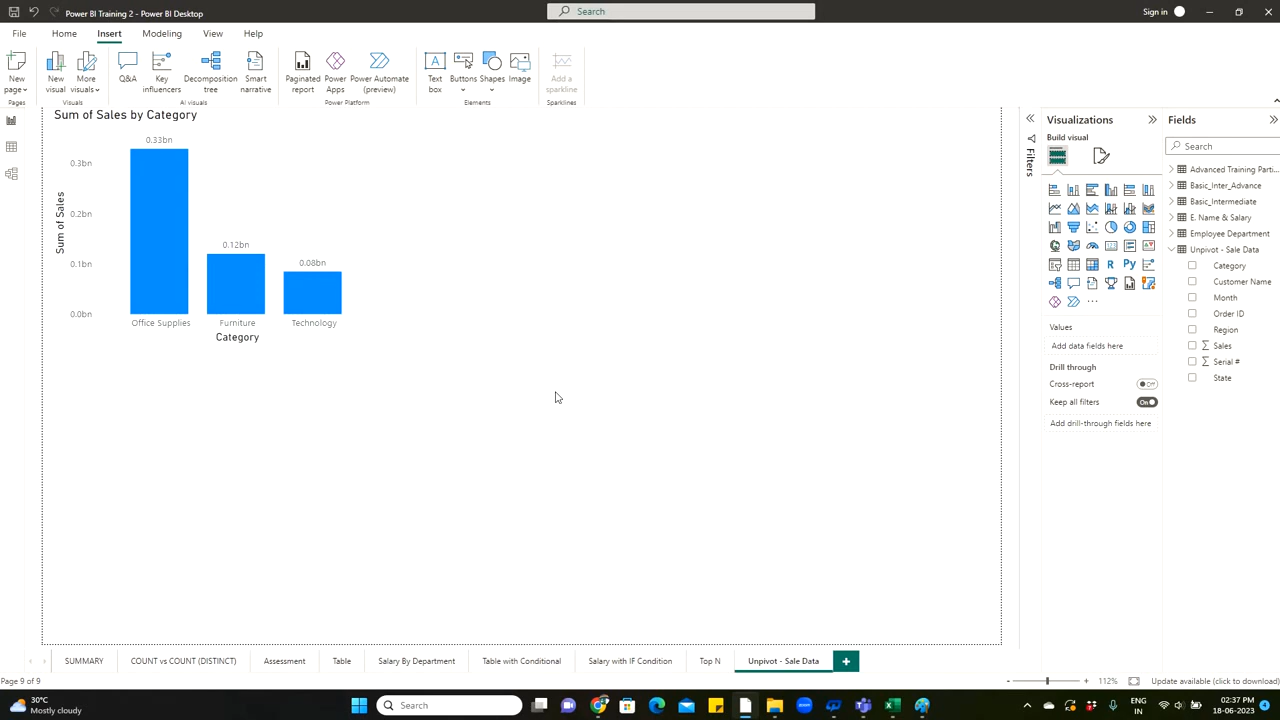 Power BI Training 2 - Power BI Desktop
Search
Sign in
File
Home
Insert
Modeling
View
Help
New page
New visual
More visuals
Q&A
Key influencers
Decomposition tree
Smart narrative
Paginated report
Power Apps
Power Automate (preview)
Text box
Buttons
Shapes
Image
Add a sparkline
Pages
Visuals
AI visuals
Power Platform
Elements
Sparklines
Sum of Sales by Category
0.33bn
0.3bn
0.2bn
0.12bn
0.1bn
0.08bn
0.0bn
Sum of Sales
Office Supplies
Furniture
Technology
Category
Filters
Visualizations
Build visual
R
Py
Values
Add data fields here
Drill through
Cross-report
Off
Keep all filters
On
Add drill-through fields here
Fields
Search
Advanced Training Parti...
Basic_Inter_Advance
Basic_Intermediate
E. Name & Salary
Employee Department
Unpivot - Sale Data
Category
Customer Name
Month
Order ID
Region
Sales
Serial #
State
SUMMARY
COUNT vs COUNT (DISTINCT)
Assessment
Table
Salary By Department
Table with Conditional
Salary with IF Condition
Top N
Unpivot - Sale Data
Page 9 of 9
112%
Update available (click to download)
30°C
Mostly cloudy
Search
ENG
IN
02:37 PM
18-06-2023